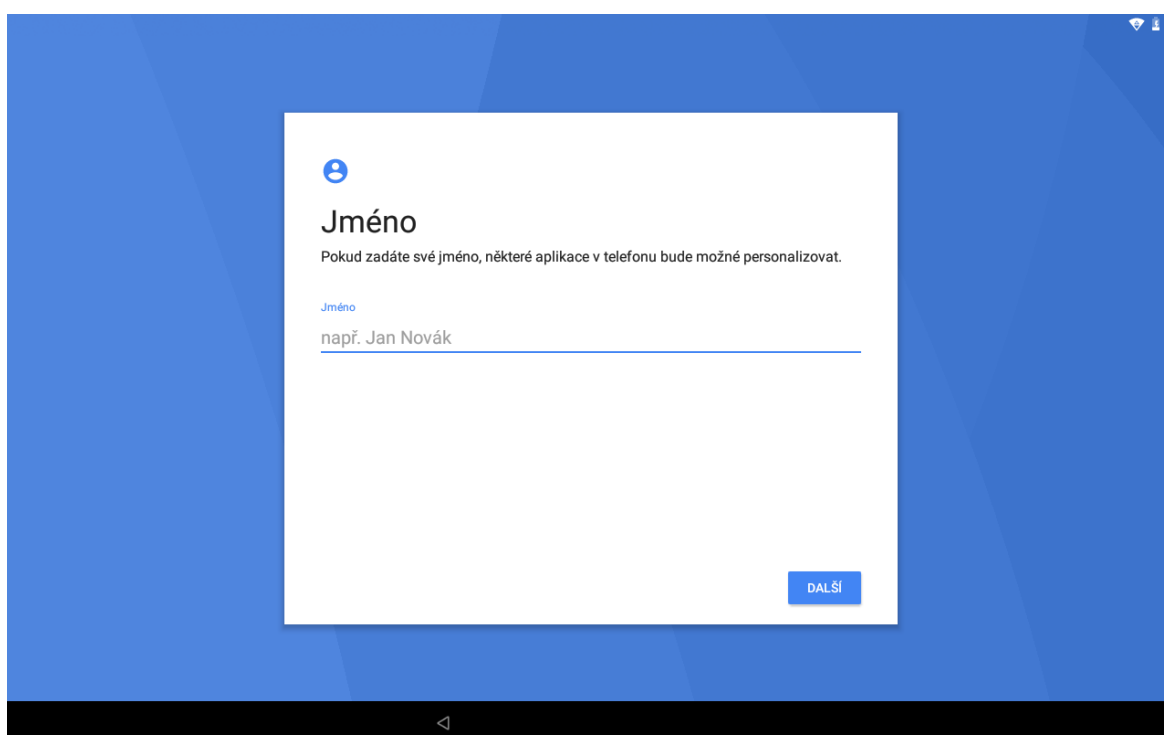 Jméno
Pokud zadáte své jméno, některé aplikace v telefonu bude možné personalizovat.
Jméno
např. Jan Novák
DALŠÍ